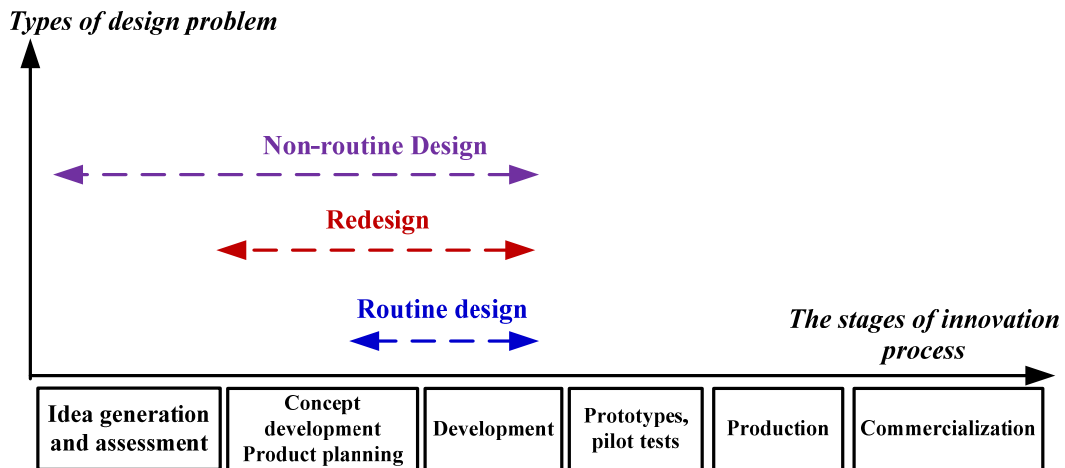 Types of design problem
Non-routine Design
Redesign
Routine design
The stages of innovation
process
Idea generation
and assessment
Concept
development
Product planning
Development
Prototypes,
pilot tests
Production
Commercialization